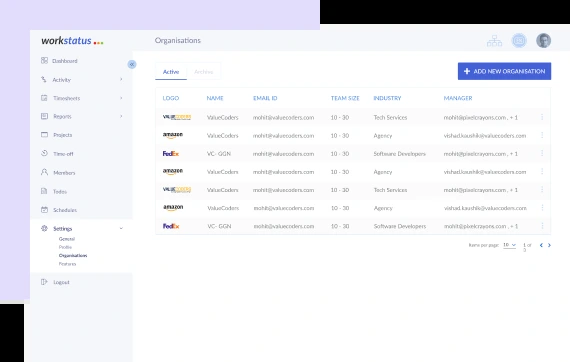 workstatus
Organisations
Dashboard
Activity
Timesheets
Reports
Projects
Time-off
Members
Todos
Schedules
Settings
General
Profile
Organisations
Features
Logout
Active Archive
+ ADD NEW ORGANISATION
LOGO NAME EMAIL ID TEAM SIZE INDUSTRY MANAGER
VALUECODERS ValueCoders mohit@valuecoders.com 10 - 30 Tech Services mohit@pixelcrayons.com , + 1
amazon ValueCoders mohit@valuecoders.com 10 - 30 Agency vishad.kaushik@valuecoders.com
FedEx VC- GGN mohit@valuecoders.com 10 - 30 Software Developers mohit@pixelcrayons.com , + 1
amazon ValueCoders mohit@valuecoders.com 10 - 30 Agency vishad.kaushik@valuecoders.com
VALUECODERS ValueCoders mohit@valuecoders.com 10 - 30 Tech Services mohit@pixelcrayons.com , + 1
amazon ValueCoders mohit@valuecoders.com 10 - 30 Agency vishad.kaushik@valuecoders.com
FedEx VC- GGN mohit@valuecoders.com 10 - 30 Software Developers mohit@pixelcrayons.com , + 1
Items per page 10 1 of
3